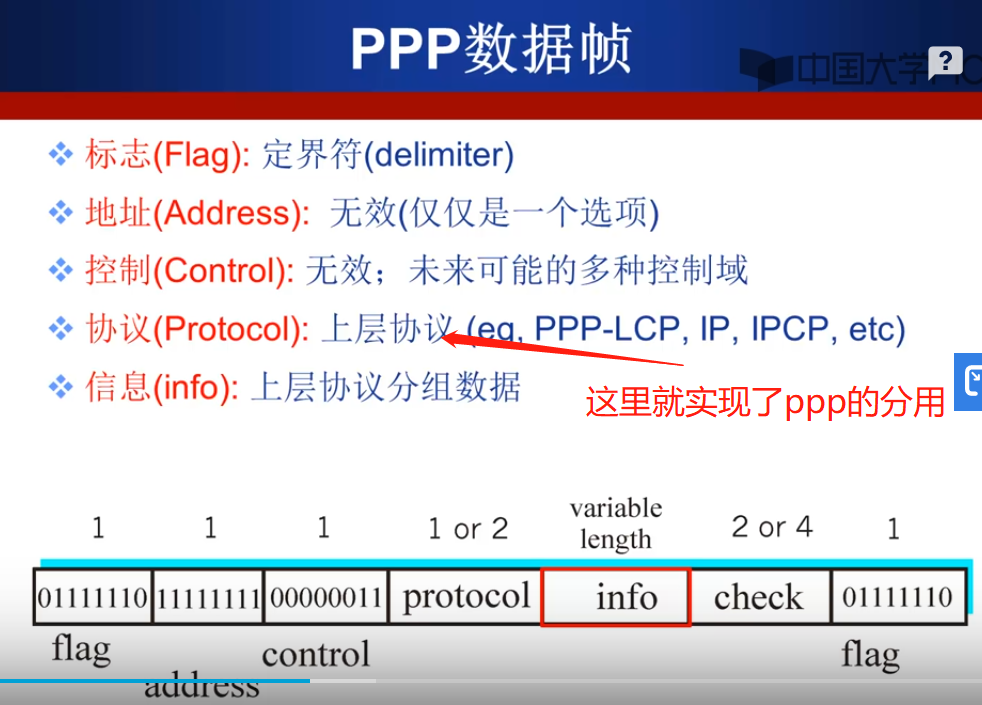 PPP数据帧
中国大学MO
?
标志(Flag): 定界符(delimiter)
地址(Address): 无效(仅仅是一个选项)
控制(Control): 无效；未来可能的多种控制域
协议(Protocol): 上层协议 (eg, PPP-LCP, IP, IPCP, etc)
信息(info): 上层协议分组数据
这里就实现了ppp的分用
variable
1 1 1 1 or 2 length 2 or 4 1
01111110 11111111 00000011 protocol info check 01111110
flag control flag
address